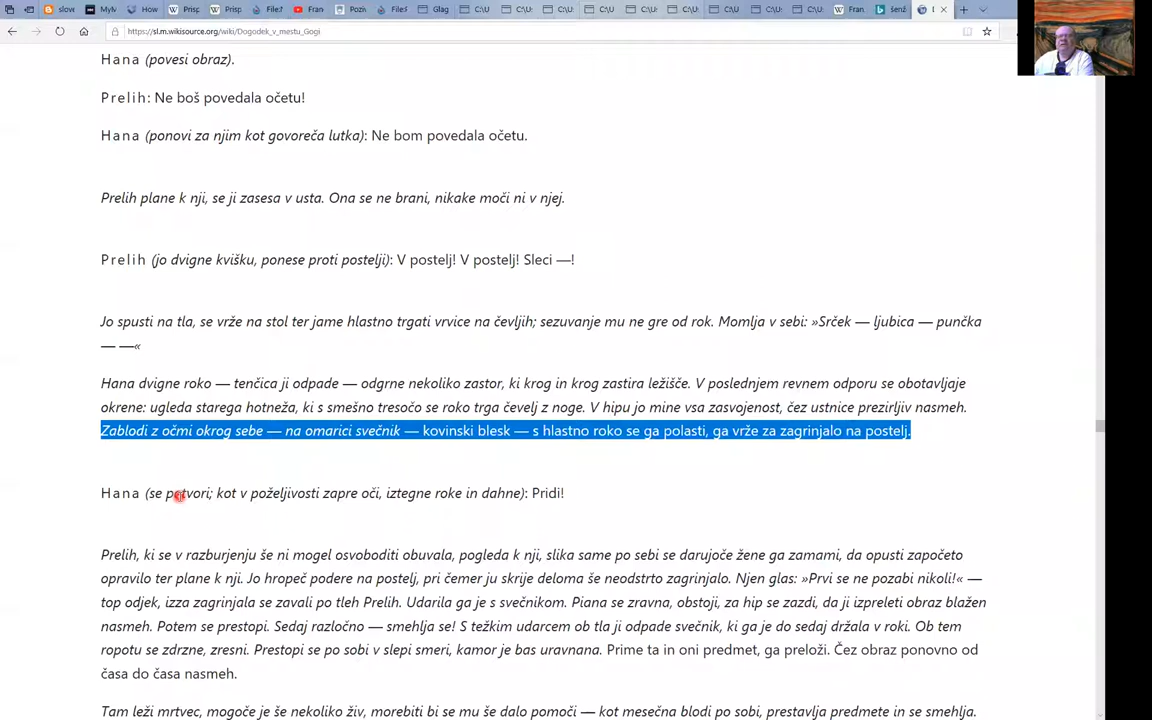 slov
MyM
How
Prisp
Prisp
File:F
Fran
Pozn
File:F
Glag
C:\U
C:\U
C:\U
C:\U
C:\U:
C:\U
C:\U
C:\U:
Fran.
senž
https://sl.m.wikisource.org/wiki/Dogodek_v_mestu_Gogi
Hana (povesi obraz).
Prelih: Ne boš povedala očetu!
Hana (ponovi za njim kot govoreča lutka): Ne bom povedala očetu.
Prelih plane k nji, se ji zasesa v usta. Ona se ne brani, nikake moči ni v njej.
Prelih (jo dvigne kvišku, ponese proti postelji): V postelj! V postelj! Sleci —!
Jo spusti na tla, se vrže na stol ter jame hlastno trgati vrvice na čevljih; sezuvanje mu ne gre od rok. Momlja v sebi: »Srček — ljubica — punčka
— —«
Hana dvigne roko — tenčica ji odpade — odgrne nekoliko zastor, ki krog in krog zastira ležišče. V poslednjem revnem odporu se obotavljaje
okrene: ugleda starega hotneža, ki s smešno tresočo se roko trga čevelj z noge. V hipu jo mine vsa zasvojenost, čez ustnice prezirljiv nasmeh.
Zablodi z očmi okrog sebe — na omarici svečnik — kovinski blesk — s hlastno roko se ga polasti, ga vrže za zagrinjalo na postelj.
Hana (se potvori; kot v poželjivosti zapre oči, iztegne roke in dahne): Pridi!
Prelih, ki se v razburjenju še ni mogel osvoboditi obuvala, pogleda k nji, slika same po sebi se darujoče žene ga zamami, da opusti započeto
opravilo ter plane k nji. Jo hropeč podere na postelj, pri čemer ju skrije deloma še neodstrto zagrinjalo. Njen glas: »Prvi se ne pozabi nikoli!« —
top odjek, izza zagrinjala se zavali po tleh Prelih. Udarila ga je s svečnikom. Piana se zravna, obstoji, za hip se zazdi, da ji izpreleti obraz blažen
nasmeh. Potem se prestopi. Sedaj razločno — smehlja se! S težkim udarcem ob tla ji odpade svečnik, ki ga je do sedaj držala v roki. Ob tem
ropotu se zdrzne, zresni. Prestopi se po sobi v slepi smeri, kamor je bas uravnana. Prime ta in oni predmet, ga preloži. Čez obraz ponovno od
časa do časa nasmeh.
Tam leži mrtvec, mogoče je še nekoliko živ, morebiti bi se mu še dalo pomoči — kot mesečna blodi po sobi, prestavlja predmete in se smehlja.